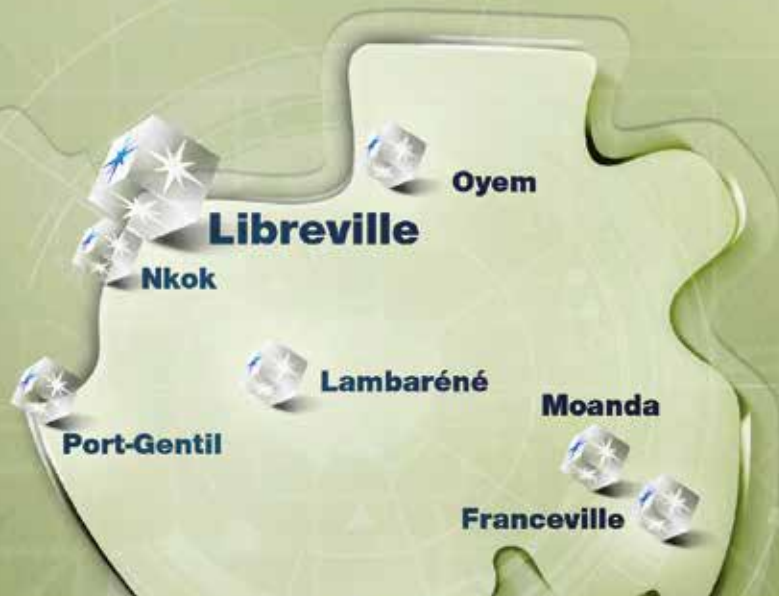 Oyem
Libreville
Nkok
Lambaréné
Moanda
Port-Gentil
Franceville